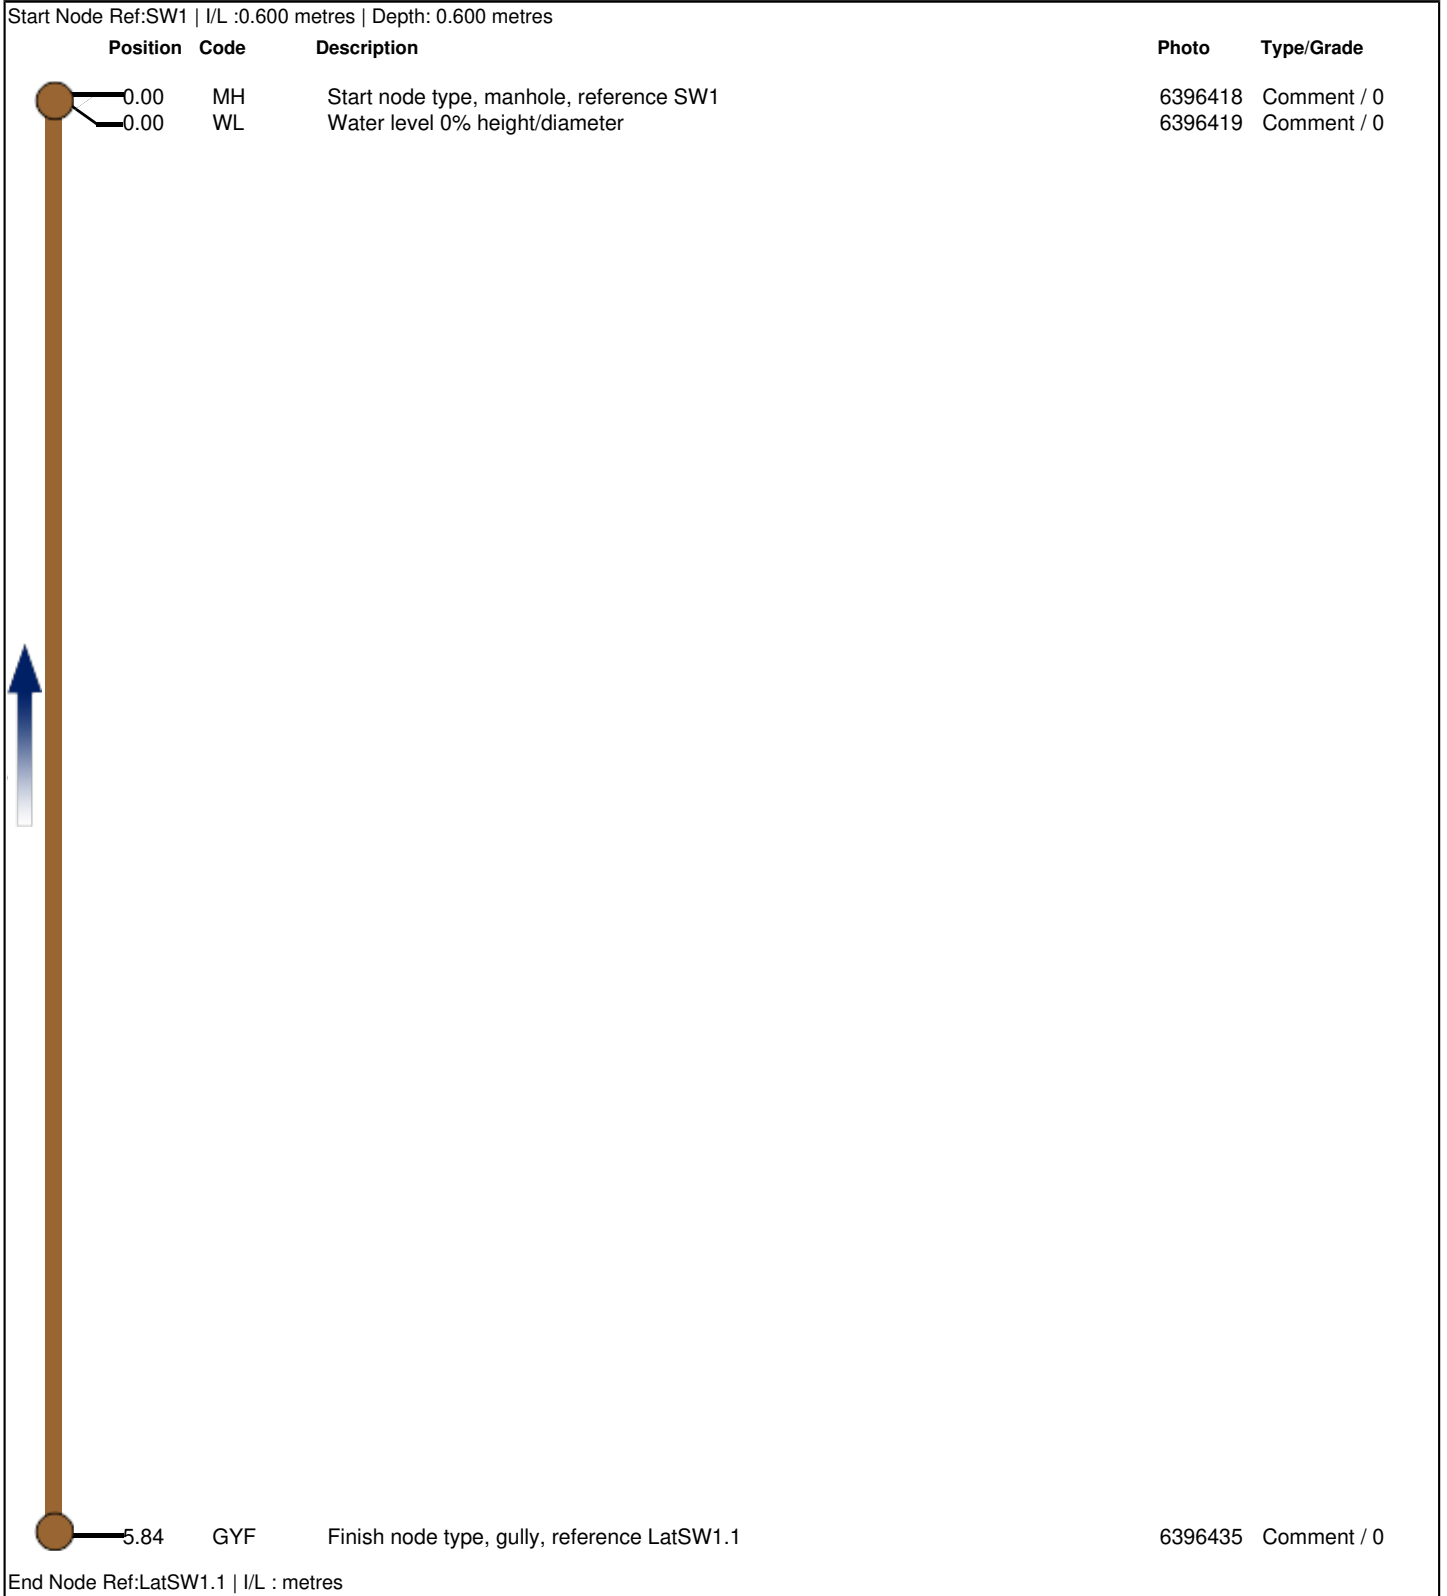 Start Node Ref:SW1 | I/L :0.600 metres | Depth: 0.600 metres
Position Code Description Photo Type/Grade
0.00 MH Start node type, manhole, reference SW1 6396418 Comment / 0
0.00 WL Water level 0% height/diameter 6396419 Comment / 0
5.84 GYF Finish node type, gully, reference LatSW1.1 6396435 Comment / 0
End Node Ref:LatSW1.1 | I/L : metres